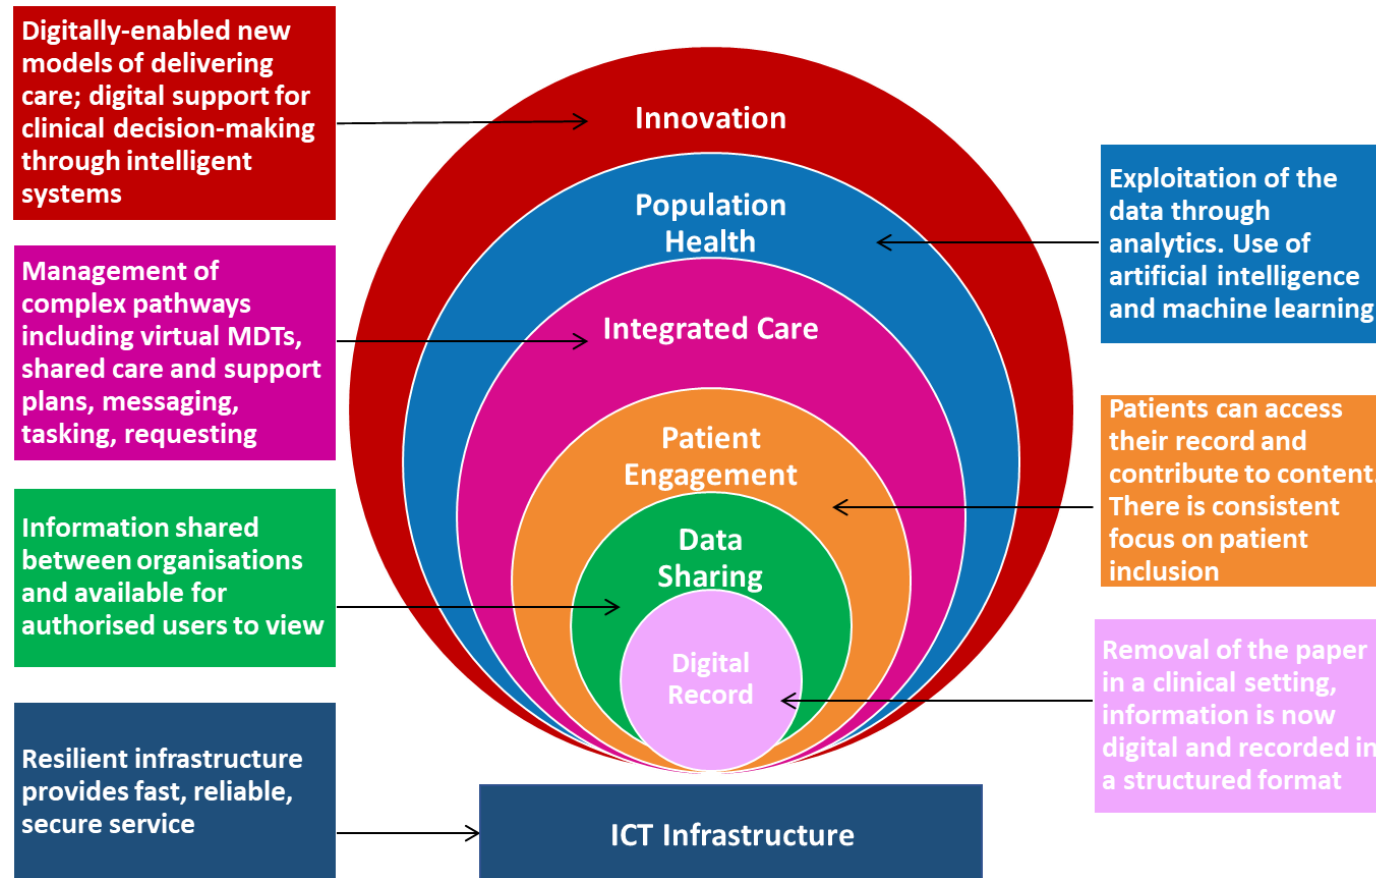 Digitally-enabled new
models of delivering
care; digital support for
clinical decision-making
through intelligent
systems
Management of
complex pathways
including virtual MDTs,
shared care and support
plans, messaging,
tasking, requesting
Information shared
between organisations
and available for
authorised users to view
Resilient infrastructure
provides fast, reliable,
secure service
Innovation
Population
Health
Integrated Care
Patient
Engagement
Data
Sharing
Digital
Record
ICT Infrastructure
Exploitation of the
data through
analytics. Use of
artificial intelligence
and machine learning
Patients can access
their record and
contribute to content.
There is consistent
focus on patient
inclusion
Removal of the paper
in a clinical setting,
information is now
digital and recorded in
a structured format